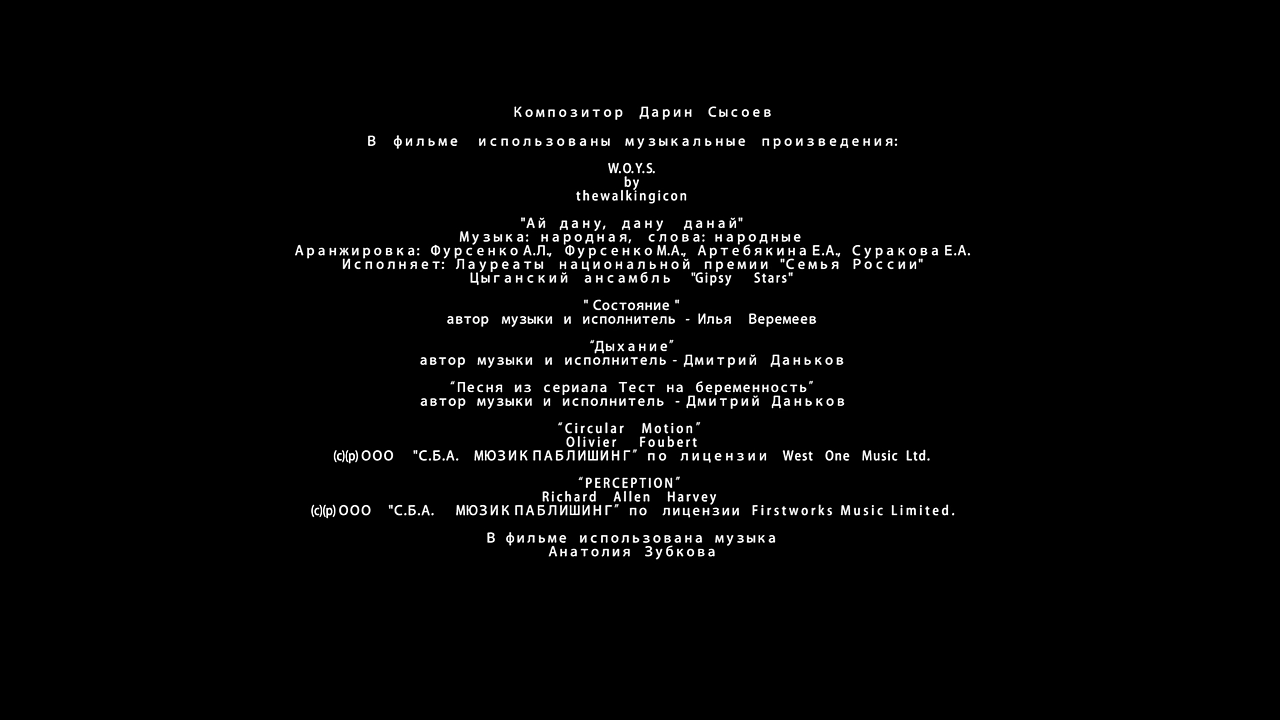 Композитор Дарин Сысоев
В фильме использованы музыкальные произведения:
W.O.Y.S.
by
thewalkingicon
"Ай дану, дану данай"
Музыка: народная, слова: народные
Аранжировка: Фурсенко А.Л., Фурсенко М.А., Артебякина Е.А., Суракова Е.А.
Исполняет: Лауреаты национальной премии "Семья России"
Цыганский ансамбль "Gipsy Stars"
" Состояние "
автор музыки и исполнитель - Илья Веремеев
“Дыхание”
автор музыки и исполнитель - Дмитрий Даньков
“Песня из сериала Тест на беременность”
автор музыки и исполнитель - Дмитрий Даньков
“Circular Motion”
Olivier Foubert
(c)(p) ООО "С.Б.А. МЮЗИК ПАБЛИШИНГ” по лицензии West One Music Ltd.
“PERCEPTION”
Richard Allen Harvey
(c)(p) ООО "С.Б.А. МЮЗИК ПАБЛИШИНГ” по лицензии Firstworks Music Limited.
В фильме использована музыка
Анатолия Зубкова